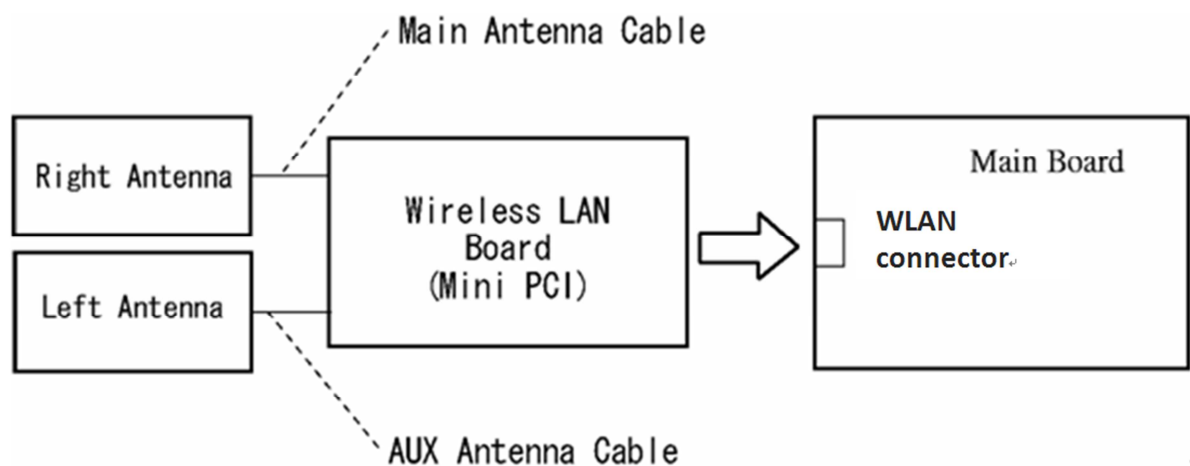 Main Antenna Cable
Right Antenna
Left Antenna
Wireless LAN
Board
(Mini PCI)
Main Board
WLAN
connector
AUX Antenna Cable